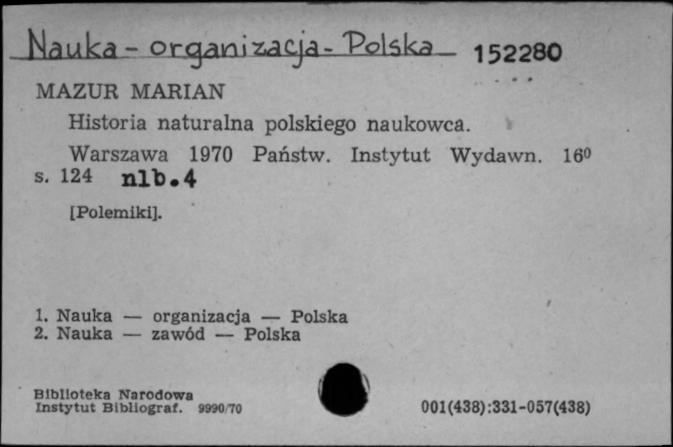 Nauka - organizacja - Polska 152280
MAZUR MARIAN
Historia naturalna polskiego naukowca.
Warszawa 1970 Państw. Instytut Wydawn. 16⁰
s. 124 nlb.4
[Polemiki].
1. Nauka — organizacja — Polska
2. Nauka — zawód — Polska
Biblioteka Narodowa
Instytut Bibliograf. 9990/70
001(438):331-057(438)